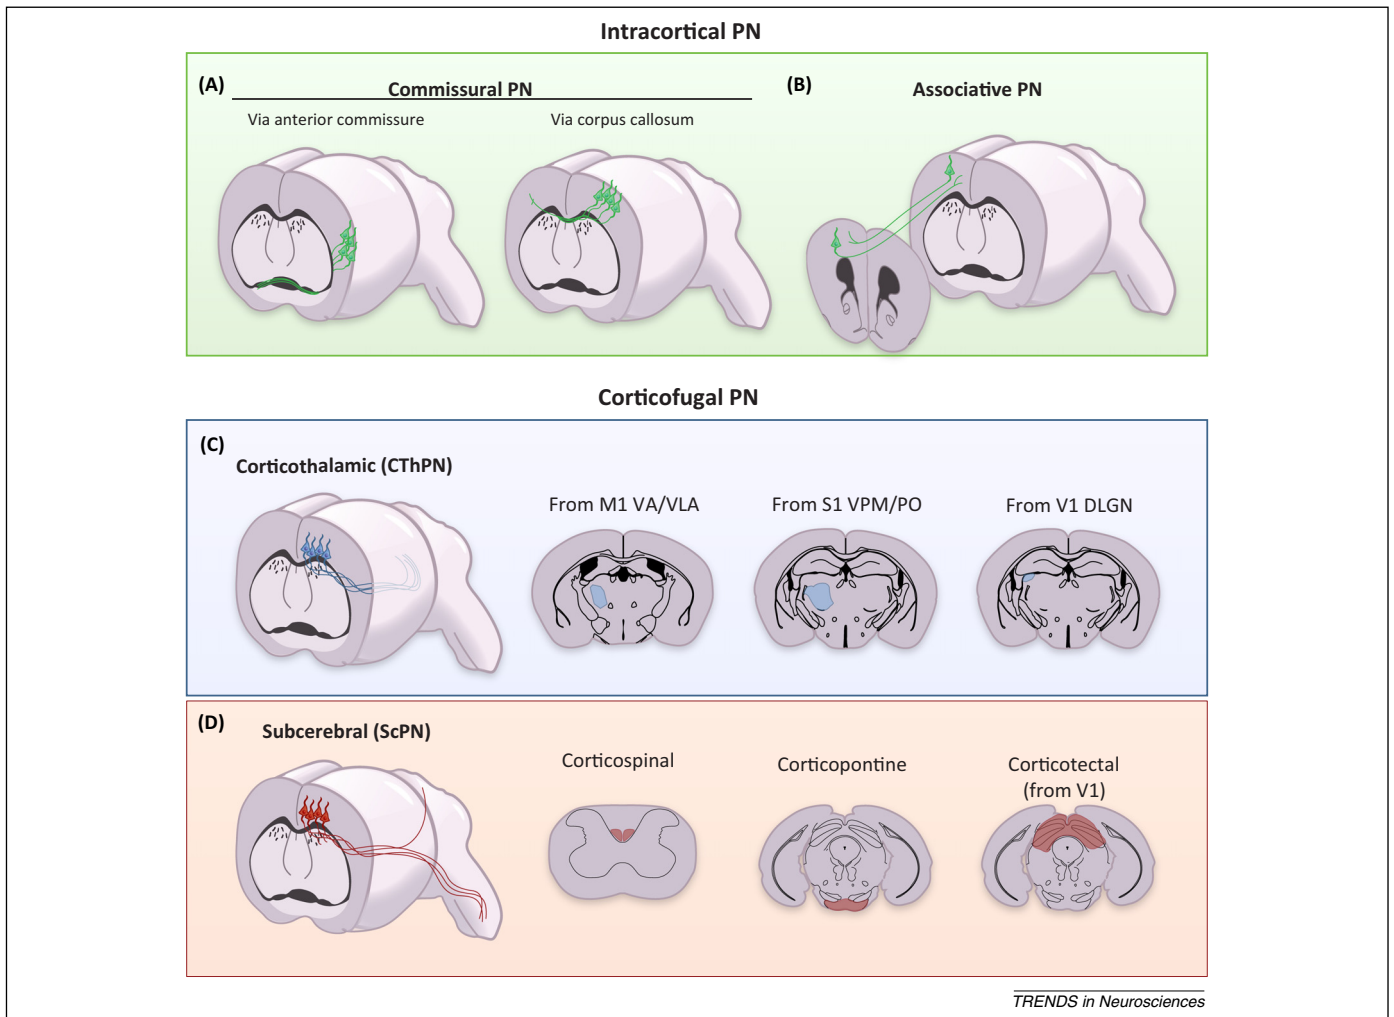 Intracortical PN
(A)
Commissural PN
Via anterior commissure
Via corpus callosum
(B)
Associative PN
Corticofugal PN
(C)
Corticothalamic (CThPN)
From M1 VA/VLA
From S1 VPM/PO
From V1 DLGN
(D)
Subcerebral (ScPN)
Corticospinal
Corticopontine
Corticotectal
(from V1)
TRENDS in Neurosciences